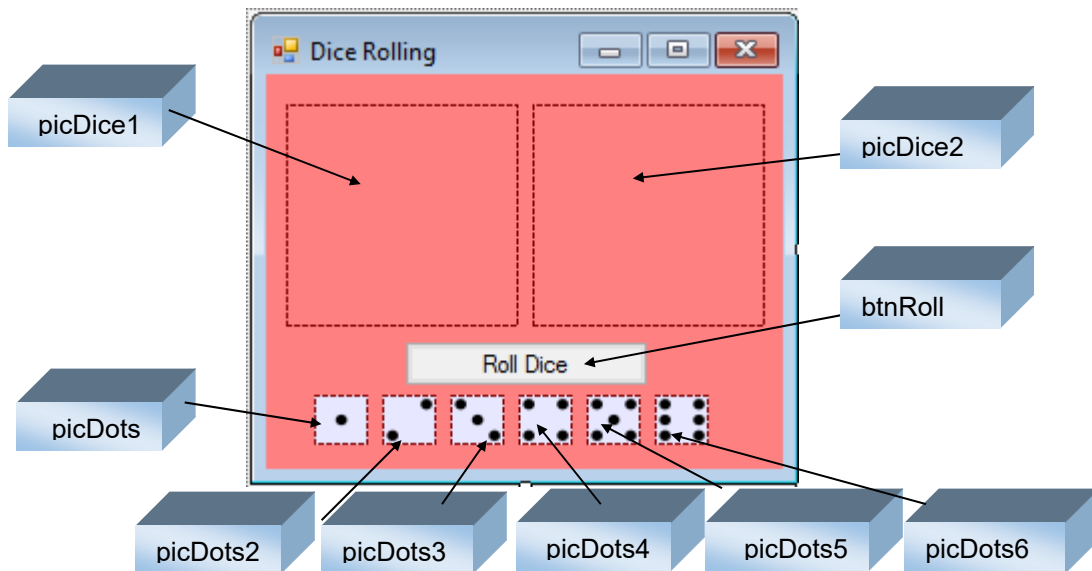 Dice Rolling
picDice1
picDice2
btnRoll
Roll Dice
picDots
picDots2
picDots3
picDots4
picDots5
picDots6